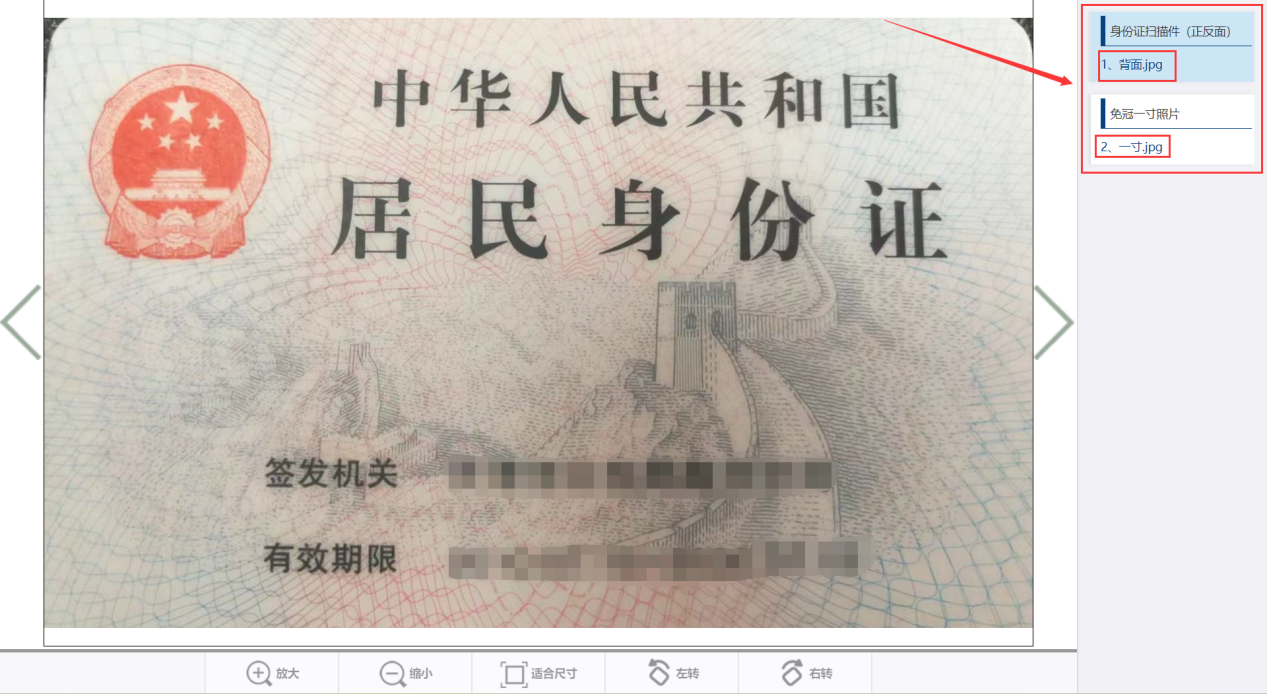 中华人民共和国
居民身份证
签发机关
有效期限
身份证扫描件（正反面）
1、背面.jpg
免冠一寸照片
2、一寸.jpg
放大
缩小
适合尺寸
左转
右转